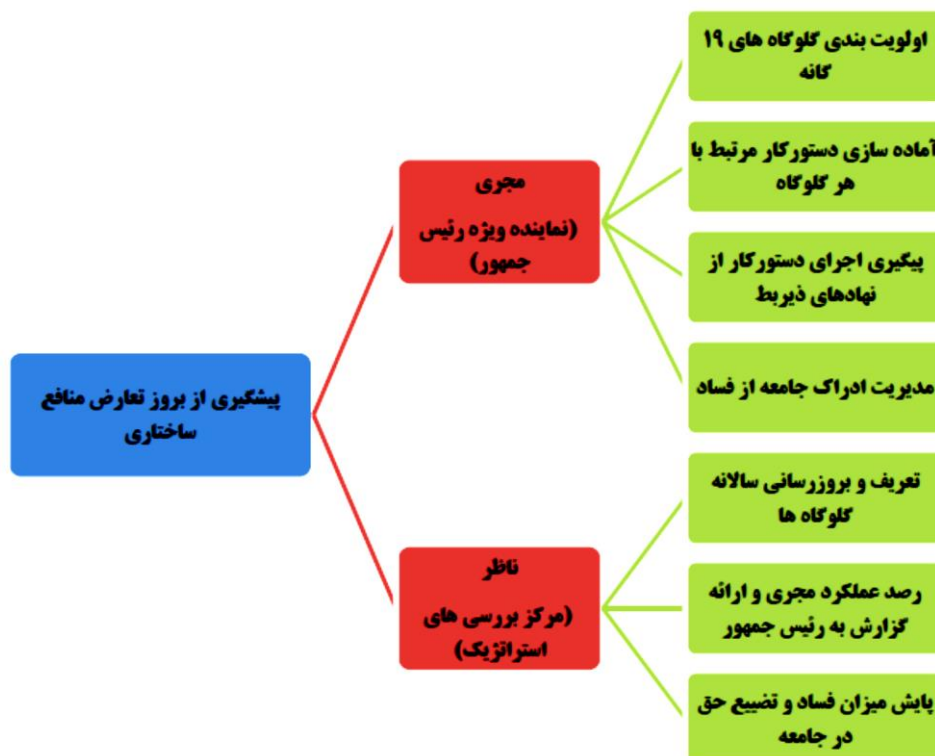 پیشگیری از بروز تعارض منافع
ساختاری
مجری
(نماینده ویژه رئیس
جمهور)
اولویت بندی گلوگاه های ۱۹
گانه
آماده سازی دستورکار مرتبط با
هر گلوگاه
پیگیری اجرای دستورکار از
نهادهای ذیربط
مدیریت ادراک جامعه از فساد
ناظر
(مرکز بررسی های
استراتژیک)
تعریف و بروزرسانی سالانه
گلوگاه ها
رصد عملکرد مجری و ارائه
گزارش به رئیس جمهور
پایش میزان فساد و تضییع حق
در جامعه